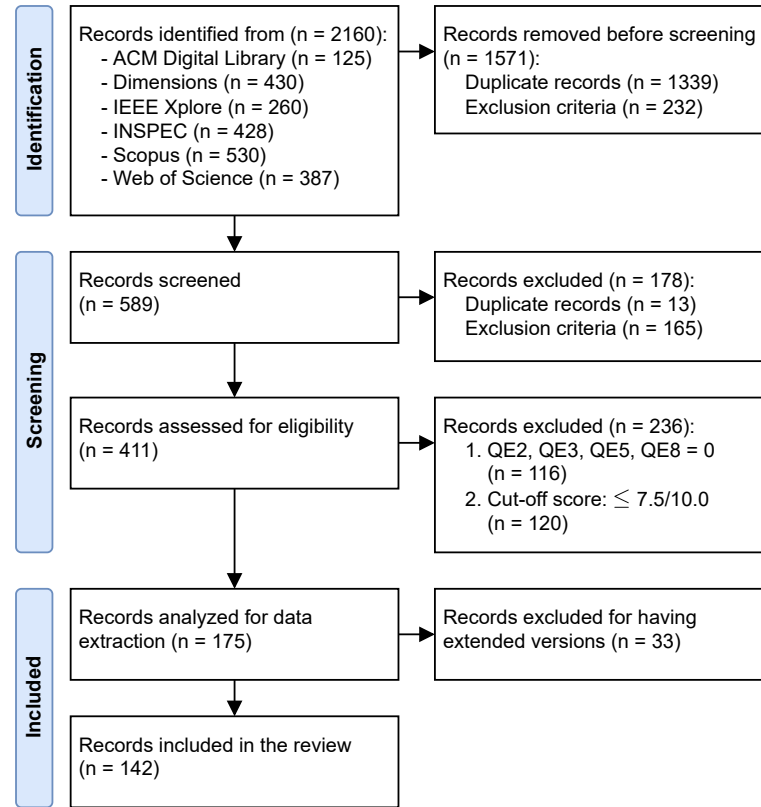 Identification
Records identified from (n = 2160):
- ACM Digital Library (n = 125)
- Dimensions (n = 430)
- IEEE Xplore (n = 260)
- INSPEC (n = 428)
- Scopus (n = 530)
- Web of Science (n = 387)
Records removed before screening
(n = 1571):
Duplicate records (n = 1339)
Exclusion criteria (n = 232)
Screening
Records screened
(n = 589)
Records excluded (n = 178):
Duplicate records (n = 13)
Exclusion criteria (n = 165)
Records assessed for eligibility
(n = 411)
Records excluded (n = 236):
1. QE2, QE3, QE5, QE8 = 0
(n = 116)
2. Cut-off score: ≤ 7.5/10.0
(n = 120)
Included
Records analyzed for data
extraction (n = 175)
Records excluded for having
extended versions (n = 33)
Records included in the review
(n = 142)